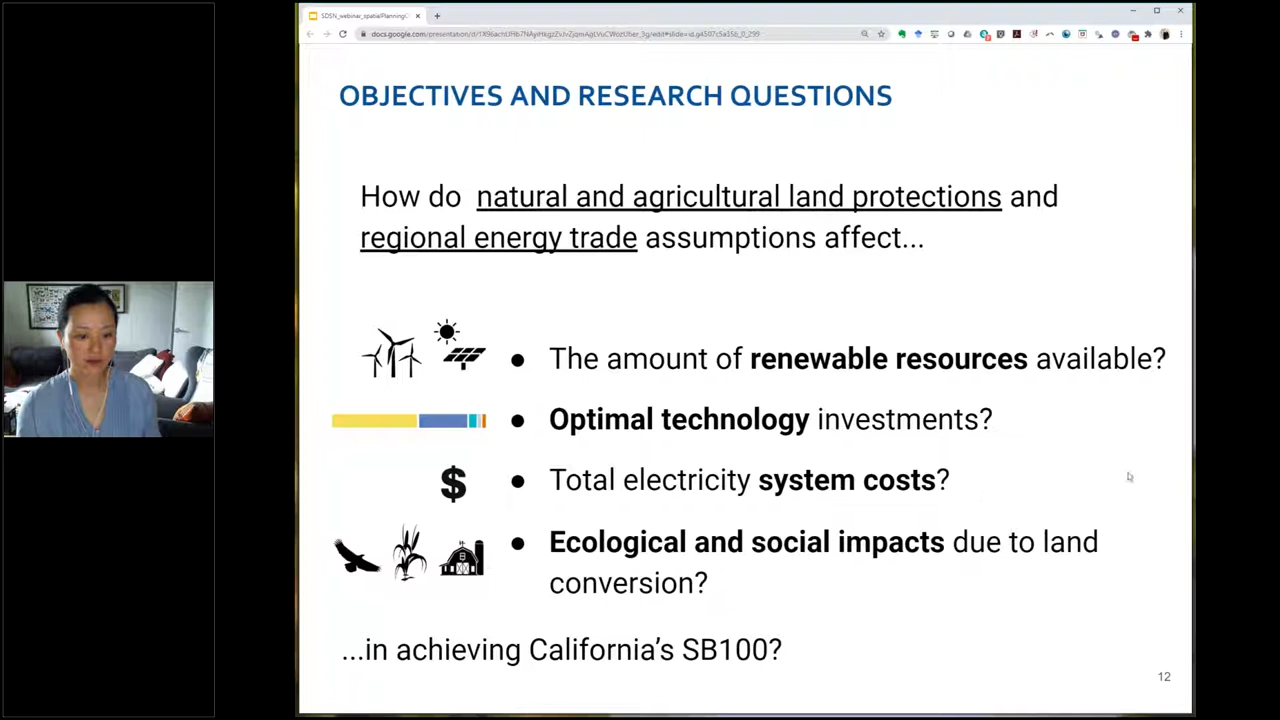 SDSN_webinar_spatialPlanning
OBJECTIVES AND RESEARCH QUESTIONS
How do natural and agricultural land protections and
regional energy trade assumptions affect...
● The amount of renewable resources available?
● Optimal technology investments?
$
● Total electricity system costs?
● Ecological and social impacts due to land
conversion?
...in achieving California's SB100?
12